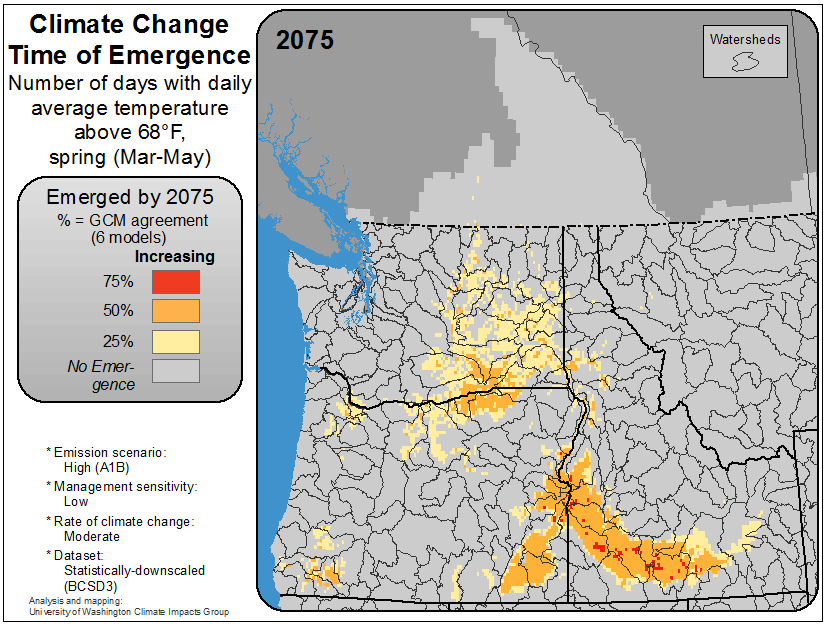 Climate Change
Time of Emergence
Number of days with daily
average temperature
above 68°F,
spring (Mar-May)
Emerged by 2075
% = GCM agreement
(6 models)
Increasing
75%
50%
25%
No Emer-
gence
* Emission scenario:
High (A1B)
* Management sensitivity:
Low
* Rate of climate change:
Moderate
* Dataset:
Statistically-downscaled
(BCSD3)
Analysis and mapping:
University of Washington Climate Impacts Group
2075
Watersheds